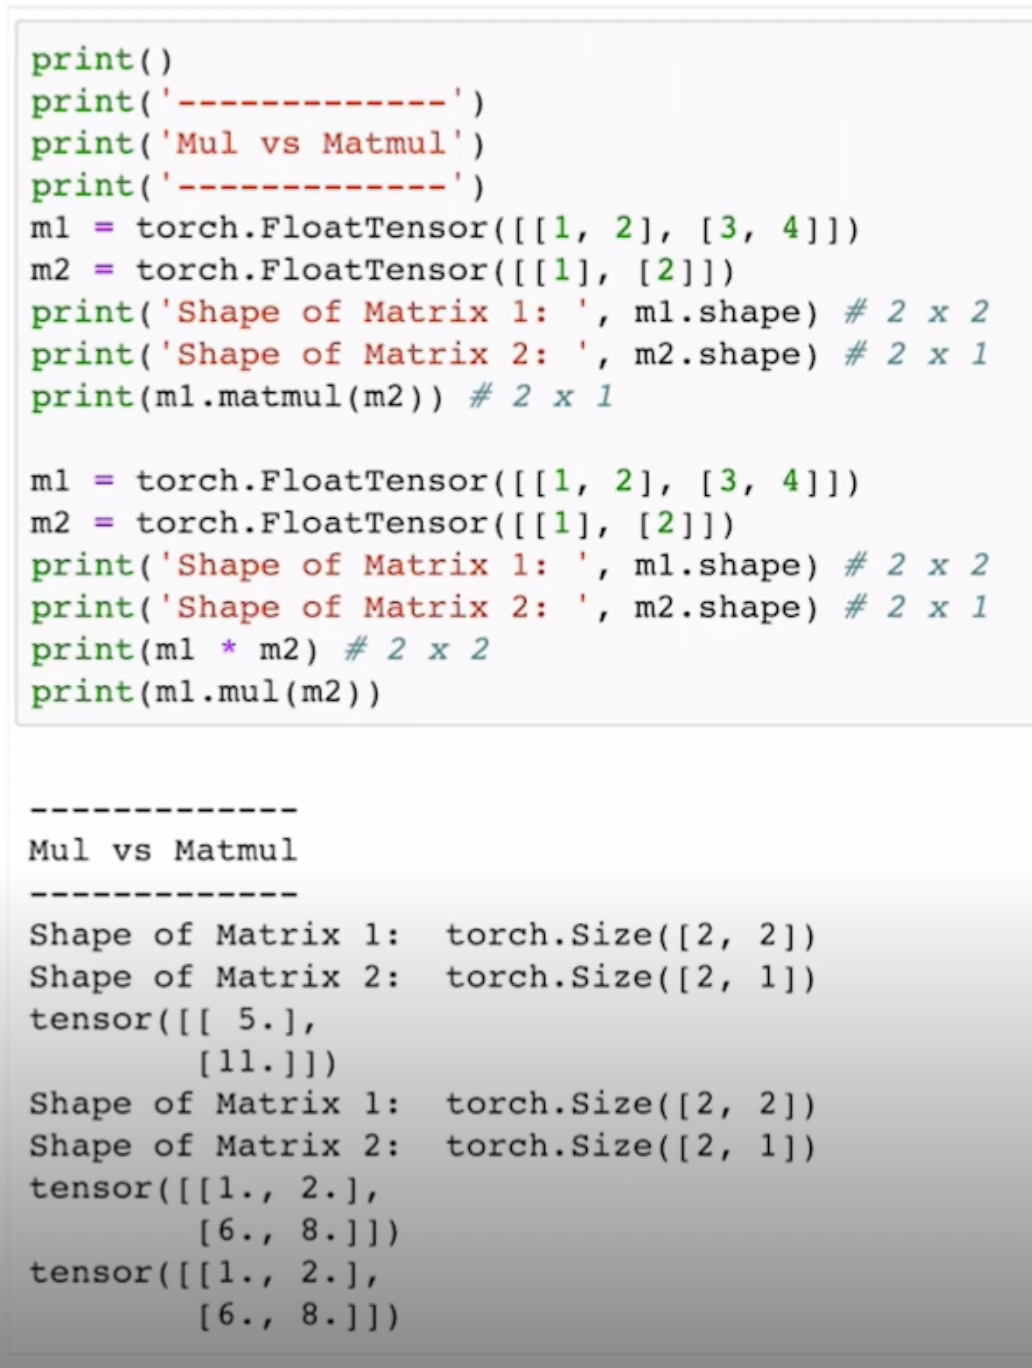 print()
print('-------------')
print('Mul vs Matmul')
print('-------------')
m1 = torch.FloatTensor([[1, 2], [3, 4]])
m2 = torch.FloatTensor([[1], [2]])
print('Shape of Matrix 1: ', m1.shape) # 2 x 2
print('Shape of Matrix 2: ', m2.shape) # 2 x 1
print(m1.matmul(m2)) # 2 x 1

m1 = torch.FloatTensor([[1, 2], [3, 4]])
m2 = torch.FloatTensor([[1], [2]])
print('Shape of Matrix 1: ', m1.shape) # 2 x 2
print('Shape of Matrix 2: ', m2.shape) # 2 x 1
print(m1 * m2) # 2 x 2
print(m1.mul(m2))

-------------
Mul vs Matmul
-------------
Shape of Matrix 1:  torch.Size([2, 2])
Shape of Matrix 2:  torch.Size([2, 1])
tensor([[ 5.],
        [11.]])
Shape of Matrix 1:  torch.Size([2, 2])
Shape of Matrix 2:  torch.Size([2, 1])
tensor([[1., 2.],
        [6., 8.]])
tensor([[1., 2.],
        [6., 8.]])